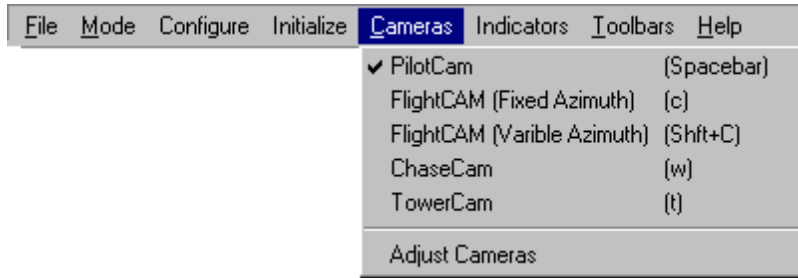 File Mode Configure Initialize Cameras Indicators Toolbars Help
PilotCam (Spacebar)
FlightCAM (Fixed Azimuth) (c)
FlightCAM (Varible Azimuth) (Shft+C)
ChaseCam (w)
TowerCam (t)
Adjust Cameras